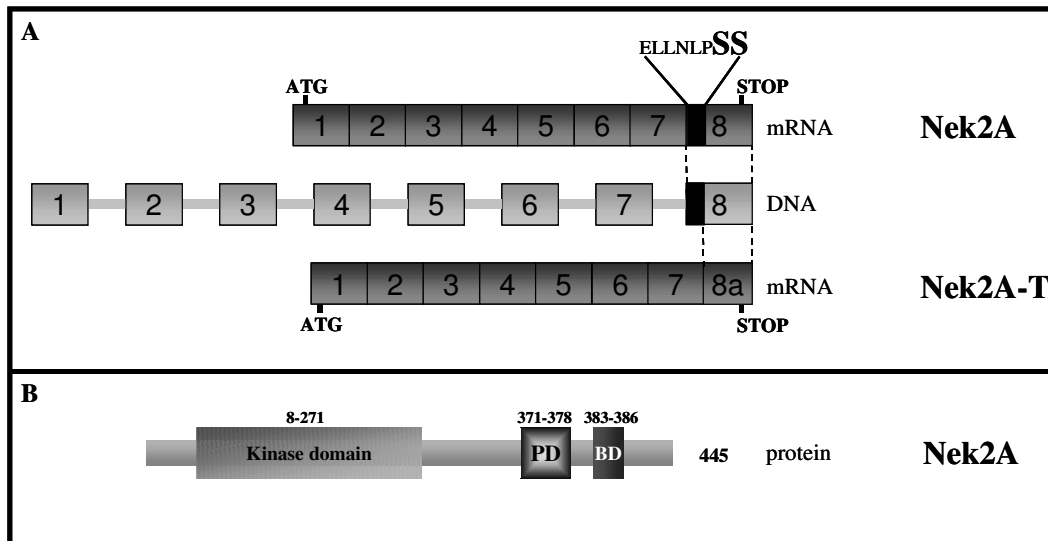 A
ELLNLPSS
ATG STOP
1 2 3 4 5 6 7 8 mRNA Nek2A
1 2 3 4 5 6 7 8 DNA
1 2 3 4 5 6 7 8a mRNA Nek2A-T
ATG STOP
B
8-271 371-378 383-386
Kinase domain PD BD 445 protein Nek2A